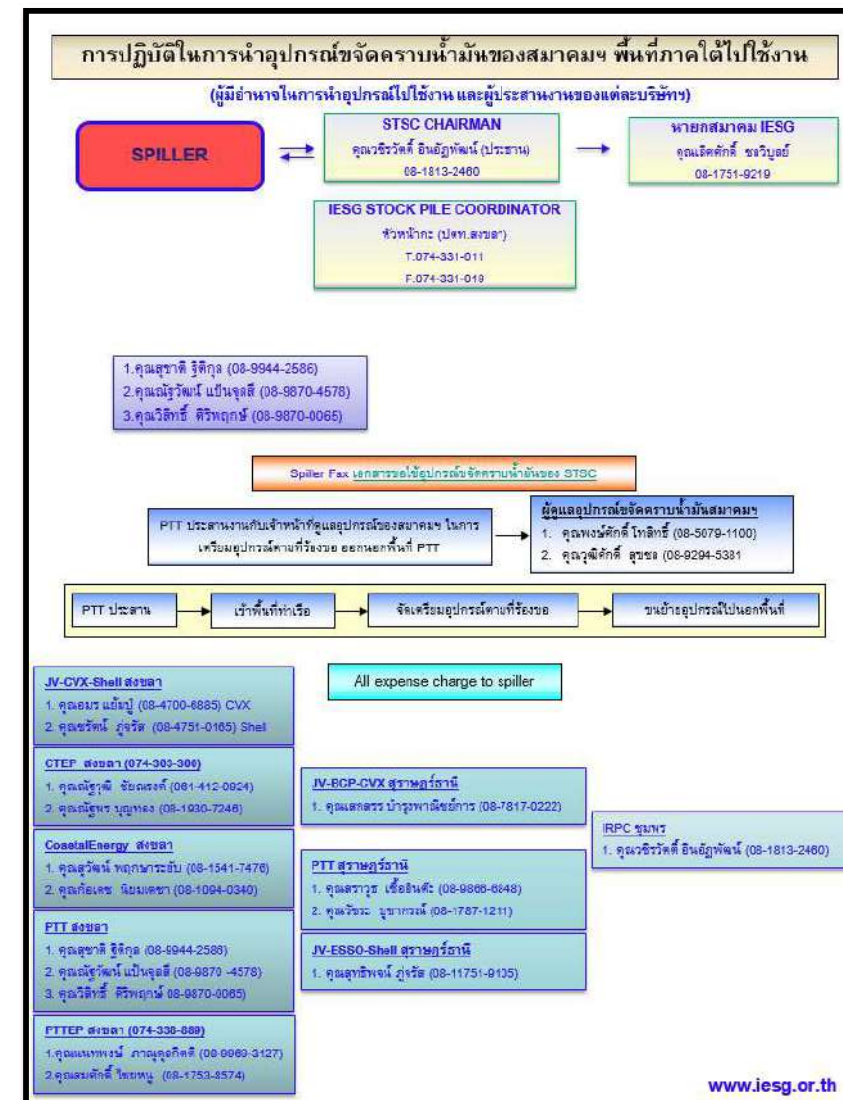 การปฏิบัติในการนำอุปกรณ์ขจัดคราบน้ำมันของสมาคมฯ พื้นที่ภาคใต้ไปใช้งาน
(ผู้มีอำนาจในการนำอุปกรณ์ไปใช้งาน และผู้ประสานงานของแต่ละบริษัทฯ)
SPILLER
STSC CHAIRMAN
คุณวชิรวัตติ์ อินอัฏพัฒน์ (ประธาน)
08-1813-2460
นายกสมาคม IESG
08-1751-9219
IESG STOCK PILE COORDINATOR
หัวหน้ากะ (ปตท.สงขลา)
T.074-331-011
F.074-331-019
1.คุณสุชาติ ฐิติกุล (08-9944-2586)
2.คุณณัฐวัฒน์ แป้นจุลสี (08-9870-4578)
3.คุณวิสิทธิ์ ศิริพฤกษ์ (08-9870-0065)
Spiller Fax เอกสารขอใช้อุปกรณ์ขจัดคราบน้ำมันของ STSC
PTT ประสานงานกับเจ้าหน้าที่ดูแลอุปกรณ์ของสมาคมฯ ในการ
เตรียมอุปกรณ์ตามที่ร้องขอ ออกนอกพื้นที่ PTT
ผู้ดูแลอุปกรณ์ขจัดคราบน้ำมันสมาคมฯ
1. คุณพงษ์ศักดิ์ โทสิทธิ์ (08-5079-1100)
2. คุณวุฒิศักดิ์ สุขชล (08-9294-5381
PTT ประสาน
เข้าพื้นที่ท่าเรือ
จัดเตรียมอุปกรณ์ตามที่ร้องขอ
ขนย้ายอุปกรณ์ไปนอกพื้นที่
All expense charge to spiller
JV-CVX-Shell สงขลา
1. คุณอมร แย้มปู่ (08-4700-6885) CVX
2. คุณชรัตน์ ภู่จรัส (08-4751-0165) Shell
CTEP สงขลา (074-303-300)
1. คุณณัฐวุฒิ ชัยณรงค์ (081-412-0924)
2. คุณณัฐพร บุญทอง (08-1930-7246)
CoastalEnergy สงขลา
1. คุณสุวัฒน์ พฤกษาระยับ (08-1541-7476)
2. คุณก้อเดช นิยมเดชา (08-1094-0340)
PTT สงขลา
1. คุณสุชาติ ฐิติกุล (08-9944-2586)
2. คุณณัฐวัฒน์ แป้นจุลสี (08-9870 -4578)
3. คุณวิสิทธิ์ ศิริพฤกษ์ 08-9870-0065)
PTTEP สงขลา (074-330-889)
1.คุณนนทพงษ์ (08-9969-3127)
2.คุณสมศักดิ์ ไชยหนู (08-1753-8574)
JV-BCP-CVX สุราษฎร์ธานี
1. คุณเสกสรร บำรุงพาณิชย์การ (08-7817-0222)
PTT สุราษฎร์ธานี
1. คุณสราวุธ เชื้ออินต๊ะ (08-9866-6848)
2. คุณวัชระ บูชากรณ์ (08-1787-1211)
JV-ESSO-Shell สุราษฎร์ธานี
1. คุณสุทธิพจน์ ภู่จรัส (08-11751-9135)
IRPC ชุมพร
1. คุณวชิรวัตติ์ อินอัฏพัฒน์ (08-1813-2460)
www.iesg.or.th